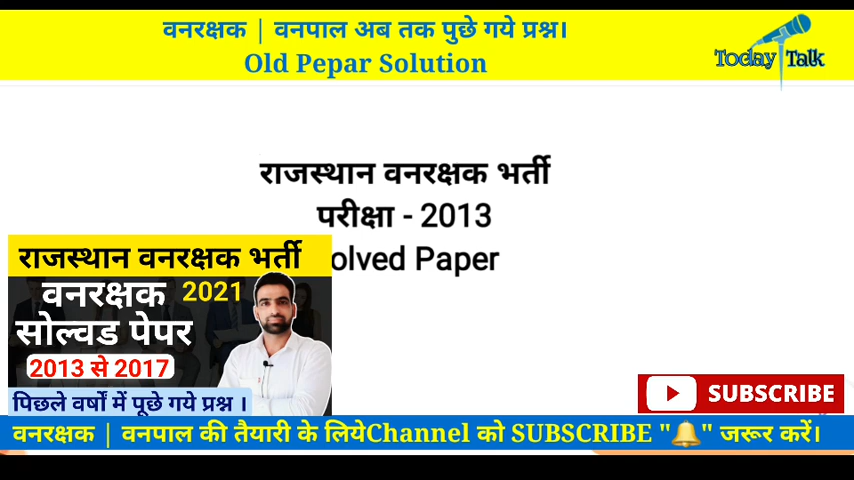 वनरक्षक | वनपाल अब तक पुछे गये प्रश्न।
Old Pepar Solution
Today Talk
राजस्थान वनरक्षक भर्ती
परीक्षा - 2013
olved Paper
राजस्थान वनरक्षक भर्ती
वनरक्षक 2021
सोल्वड पेपर
2013 से 2017
पिछले वर्षों में पूछे गये प्रश्न ।
SUBSCRIBE
वनरक्षक | वनपाल की तैयारी के लियेChannel को SUBSCRIBE "🔔" जरूर करें।